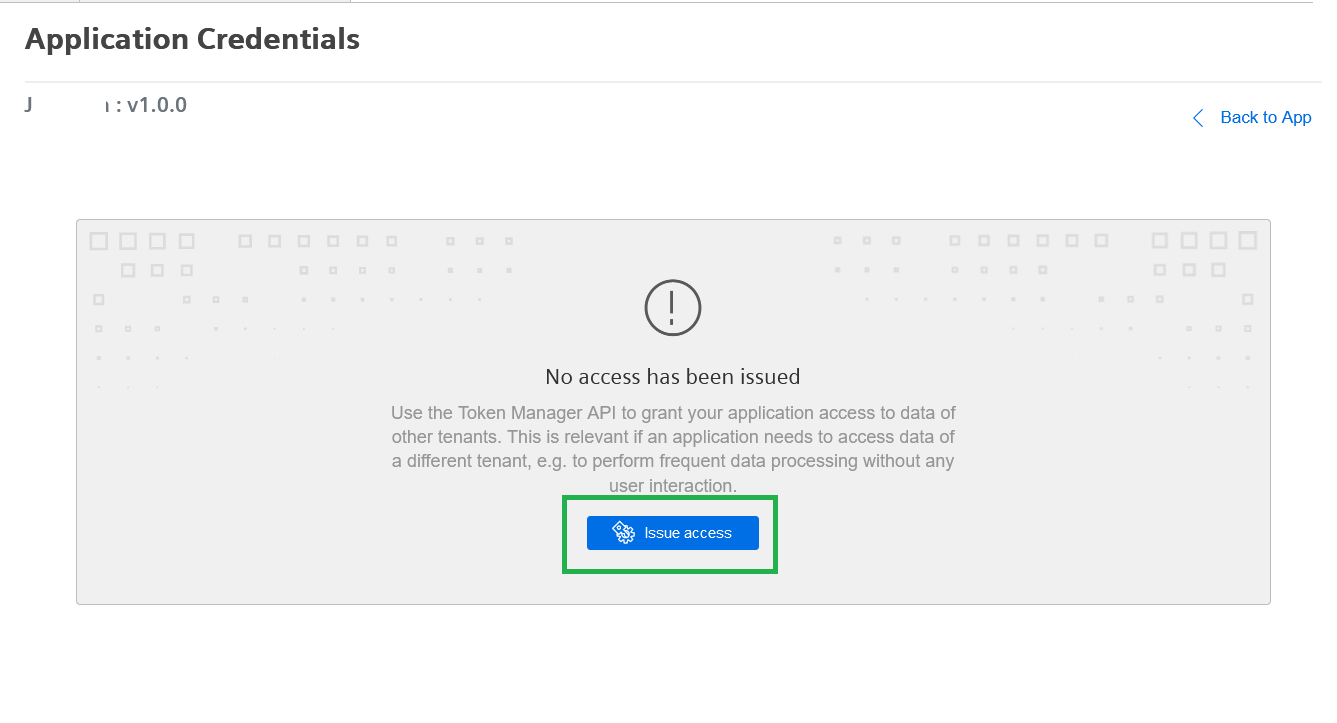 Application Credentials
J : v1.0.0
Back to App
No access has been issued
Use the Token Manager API to grant your application access to data of
other tenants. This is relevant if an application needs to access data of
a different tenant, e.g. to perform frequent data processing without any
user interaction.
Issue access